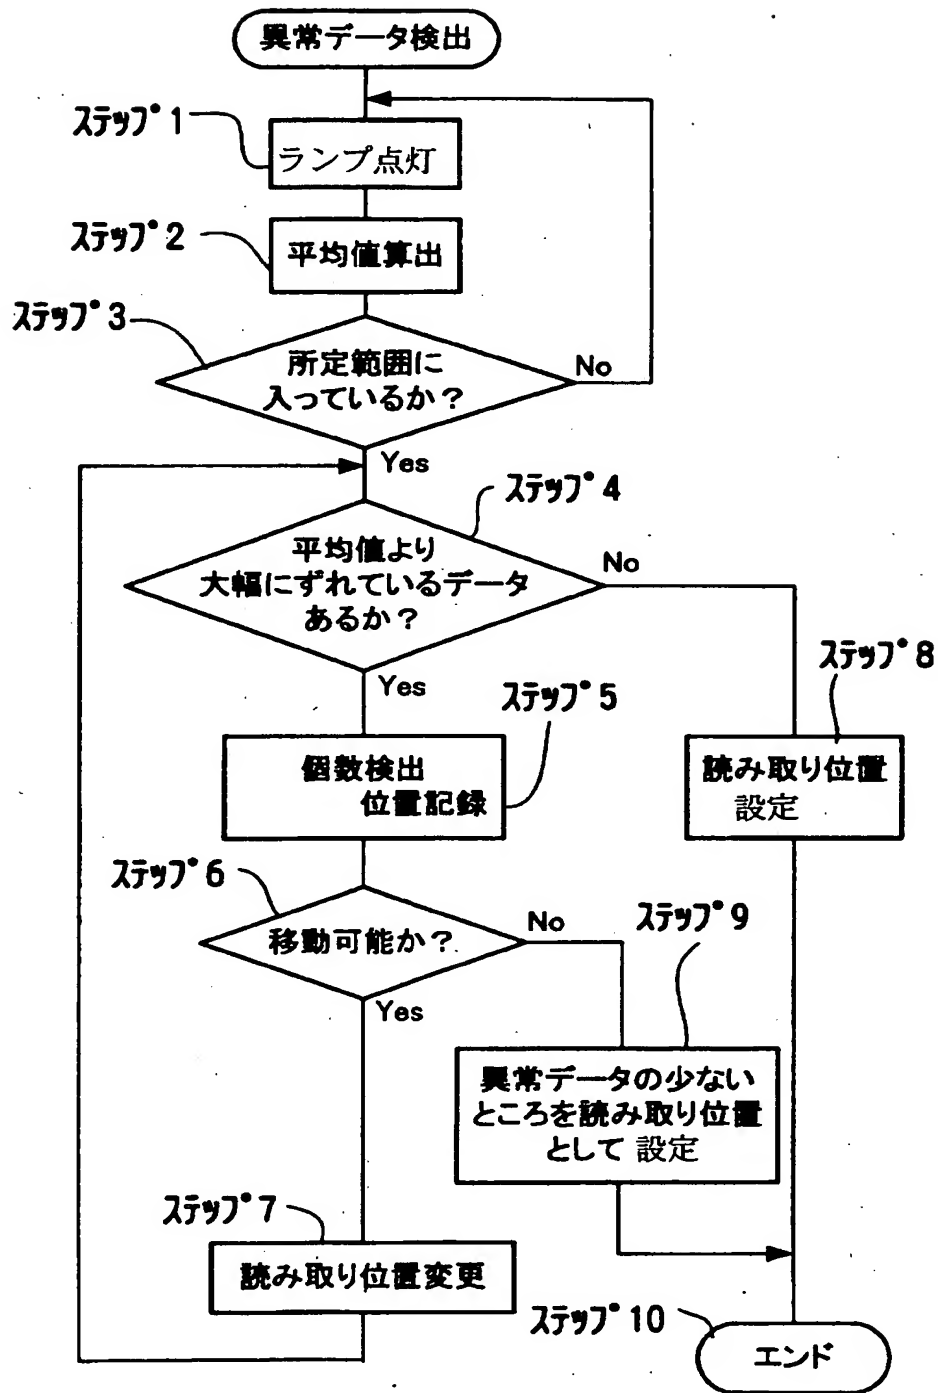 異常データ検出
ステップ1
ランプ点灯
ステップ2
平均値算出
ステップ3
所定範囲に
入っているか?
No
Yes
ステップ4
平均値より
大幅にずれているデータ
あるか?
No
Yes
ステップ5
個数検出
位置記録
ステップ8
読み取り位置
設定
ステップ6
移動可能か?
No
Yes
ステップ9
異常データの少ない
ところを読み取り位置
として 設定
ステップ7
読み取り位置変更
ステップ10
エンド